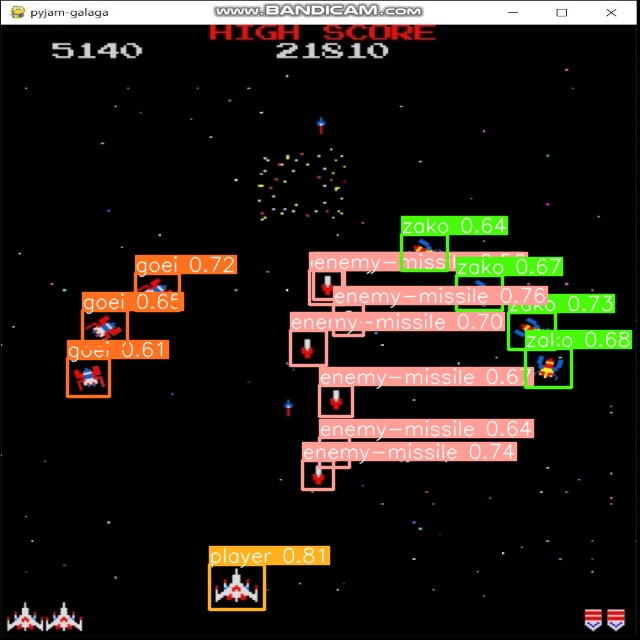 pyjam-galaga
www.BANDICAM.com
HIGH SCORE
5140
21810
zako 0.64
goei 0.72
enemy-missile
zako 0.67
goei 0.65
enemy-missile 0.76
zako 0.73
enemy-missile 0.70
zako 0.68
goei 0.61
enemy-missile 0.67
enemy-missile 0.64
enemy-missile 0.74
player 0.81